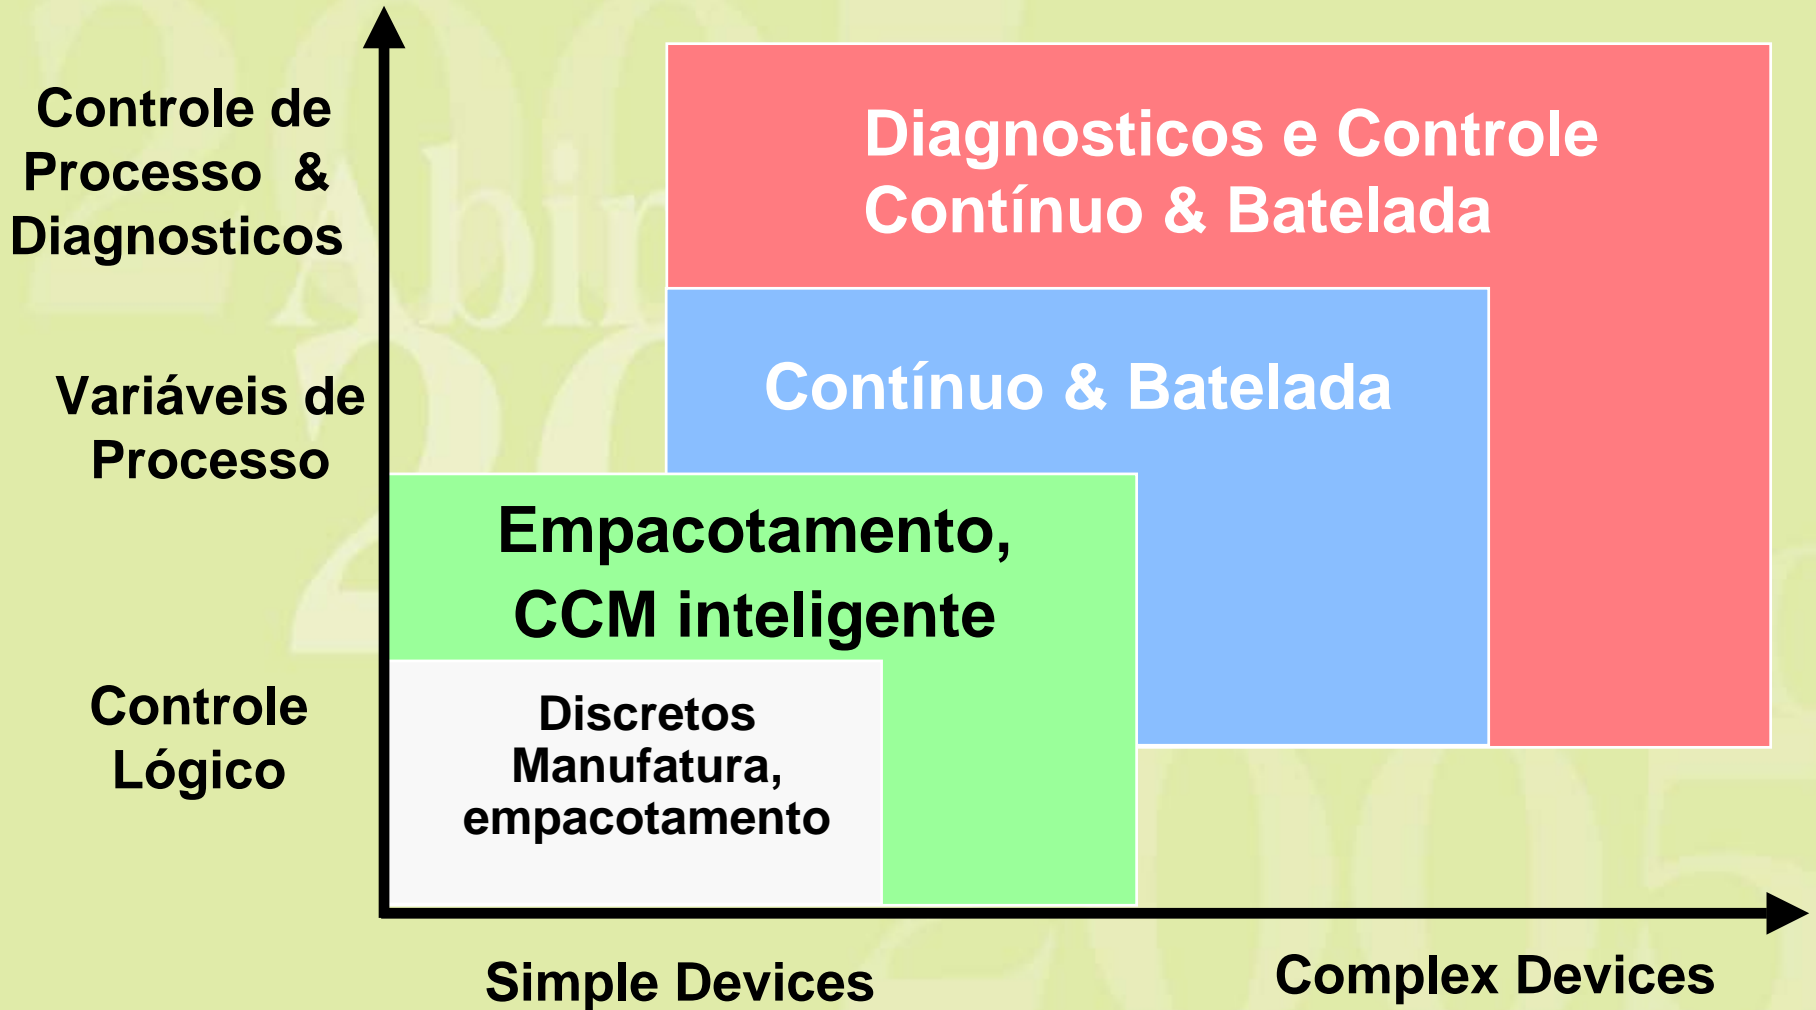 Controle de
Processo &
Diagnosticos
Diagnosticos e Controle
Contínuo & Batelada
Variáveis de
Processo
Contínuo & Batelada
Empacotamento,
CCM inteligente
Controle
Lógico
Discretos
Manufatura,
empacotamento
Simple Devices
Complex Devices